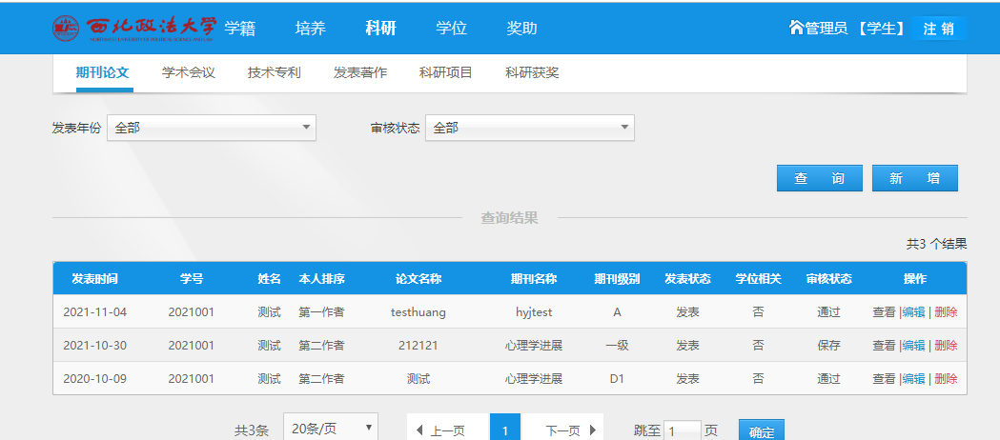 西北政法大学 学籍 培养 科研 学位 奖助 管理员 【学生】 注 销
期刊论文 学术会议 技术专利 发表著作 科研项目 科研获奖
发表年份 全部 审核状态 全部
查 询 新 增
查询结果
共3 个结果
发表时间 学号 姓名 本人排序 论文名称 期刊名称 期刊级别 发表状态 学位相关 审核状态 操作
2021-11-04 2021001 测试 第一作者 testhuang hyjtest A 发表 否 通过 查看 |编辑 | 删除
2021-10-30 2021001 测试 第二作者 212121 心理学进展 一级 发表 否 保存 查看 |编辑 | 删除
2020-10-09 2021001 测试 第二作者 测试 心理学进展 D1 发表 否 通过 查看 |编辑 | 删除
共3条 20条/页 上一页 1 下一页 跳至 1 页 确定